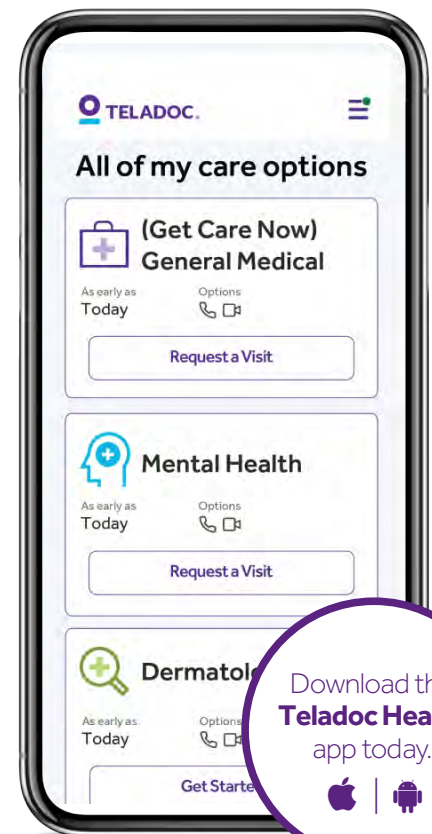 TELADOC.
All of my care options
(Get Care Now)
General Medical
As early as Options
Today
Request a Visit
Mental Health
As early as Options
Today
Request a Visit
Dermatol
As early as Options
Today
Get Starte
Download th
Teladoc Hea
app today.